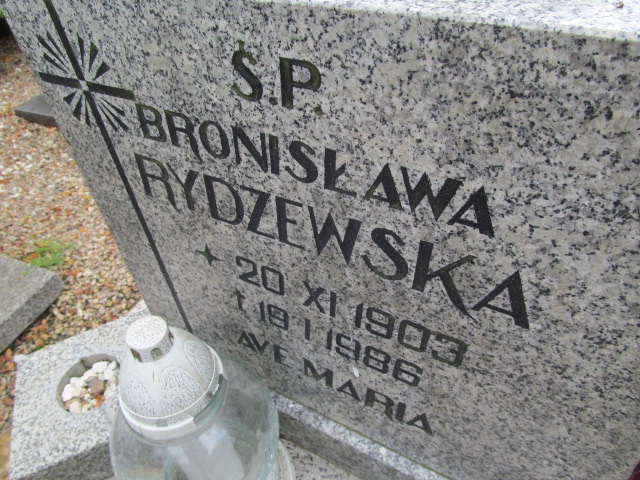 Ś.P.
BRONISŁAWA
RYDZEWSKA
20 XI 1903
† 18 I 1986
AVE MARIA